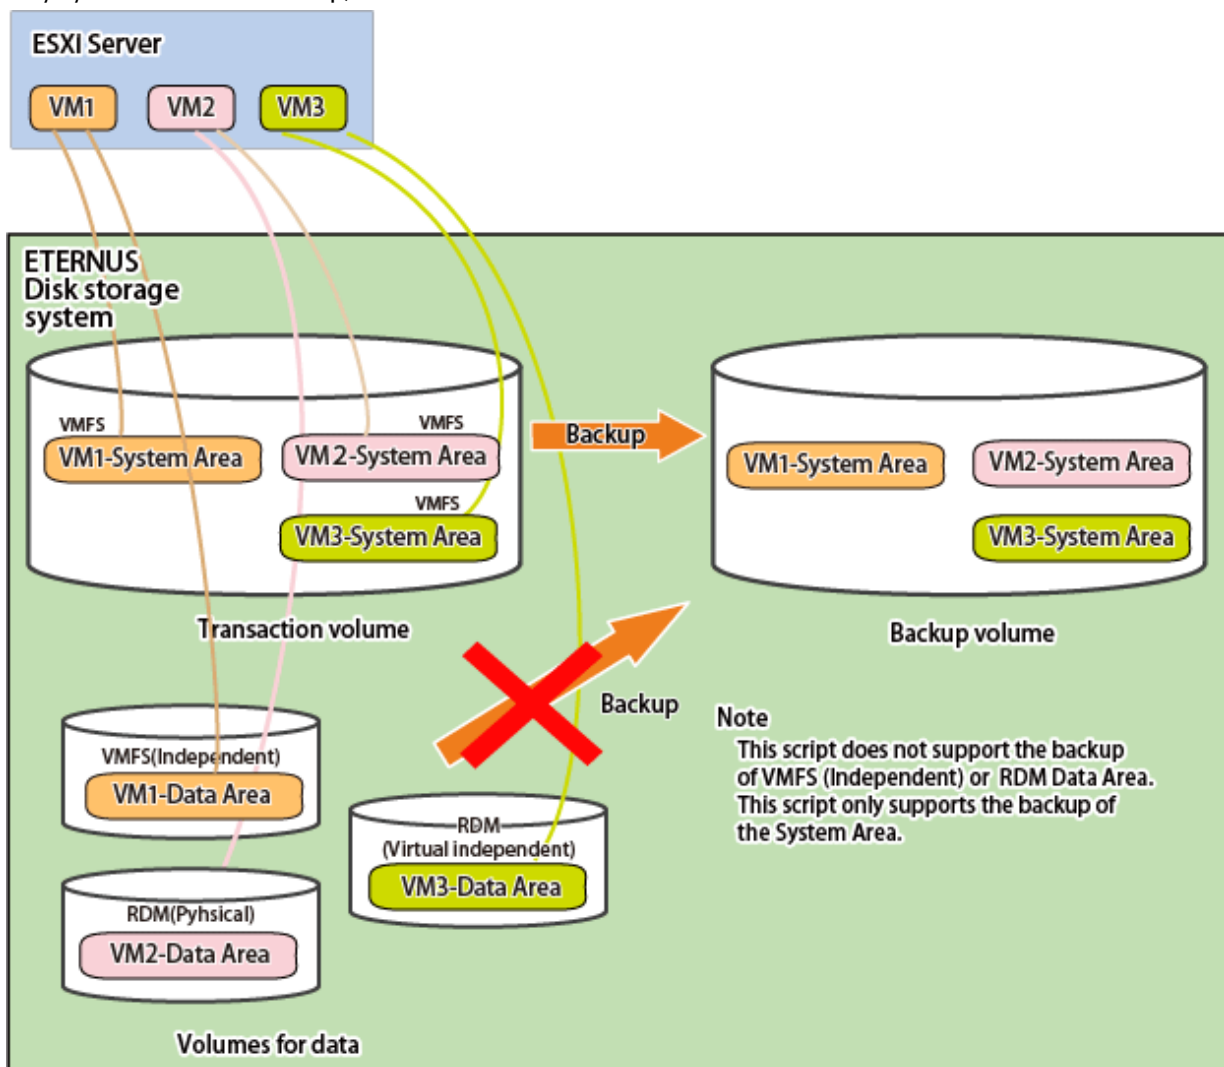 ESXI Server
VM1
VM2
VM3
ETERNUS
Disk storage
system
VMFS
VM1-System Area
VMFS
VM2-System Area
VMFS
VM3-System Area
Transaction volume
Backup
VM1-System Area
VM2-System Area
VM3-System Area
Backup volume
Backup
VMFS(Independent)
VM1-Data Area
RDM(Pyhsical)
VM2-Data Area
RDM
(Virtual independent)
VM3-Data Area
Volumes for data
Note
This script does not support the backup
of VMFS (Independent) or RDM Data Area.
This script only supports the backup of
the System Area.